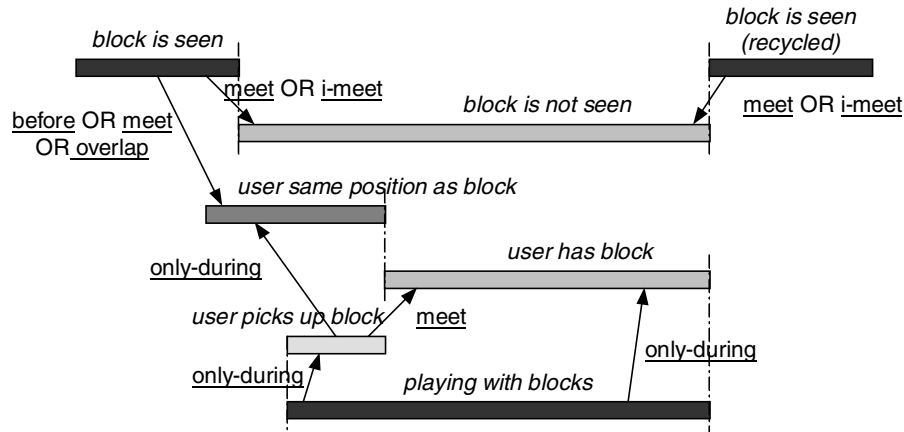 block is seen
block is seen
(recycled)
meet OR i-meet
block is not seen
meet OR i-meet
before OR meet
OR overlap
user same position as block
user has block
only-during
user picks up block
meet
only-during
only-during
playing with blocks